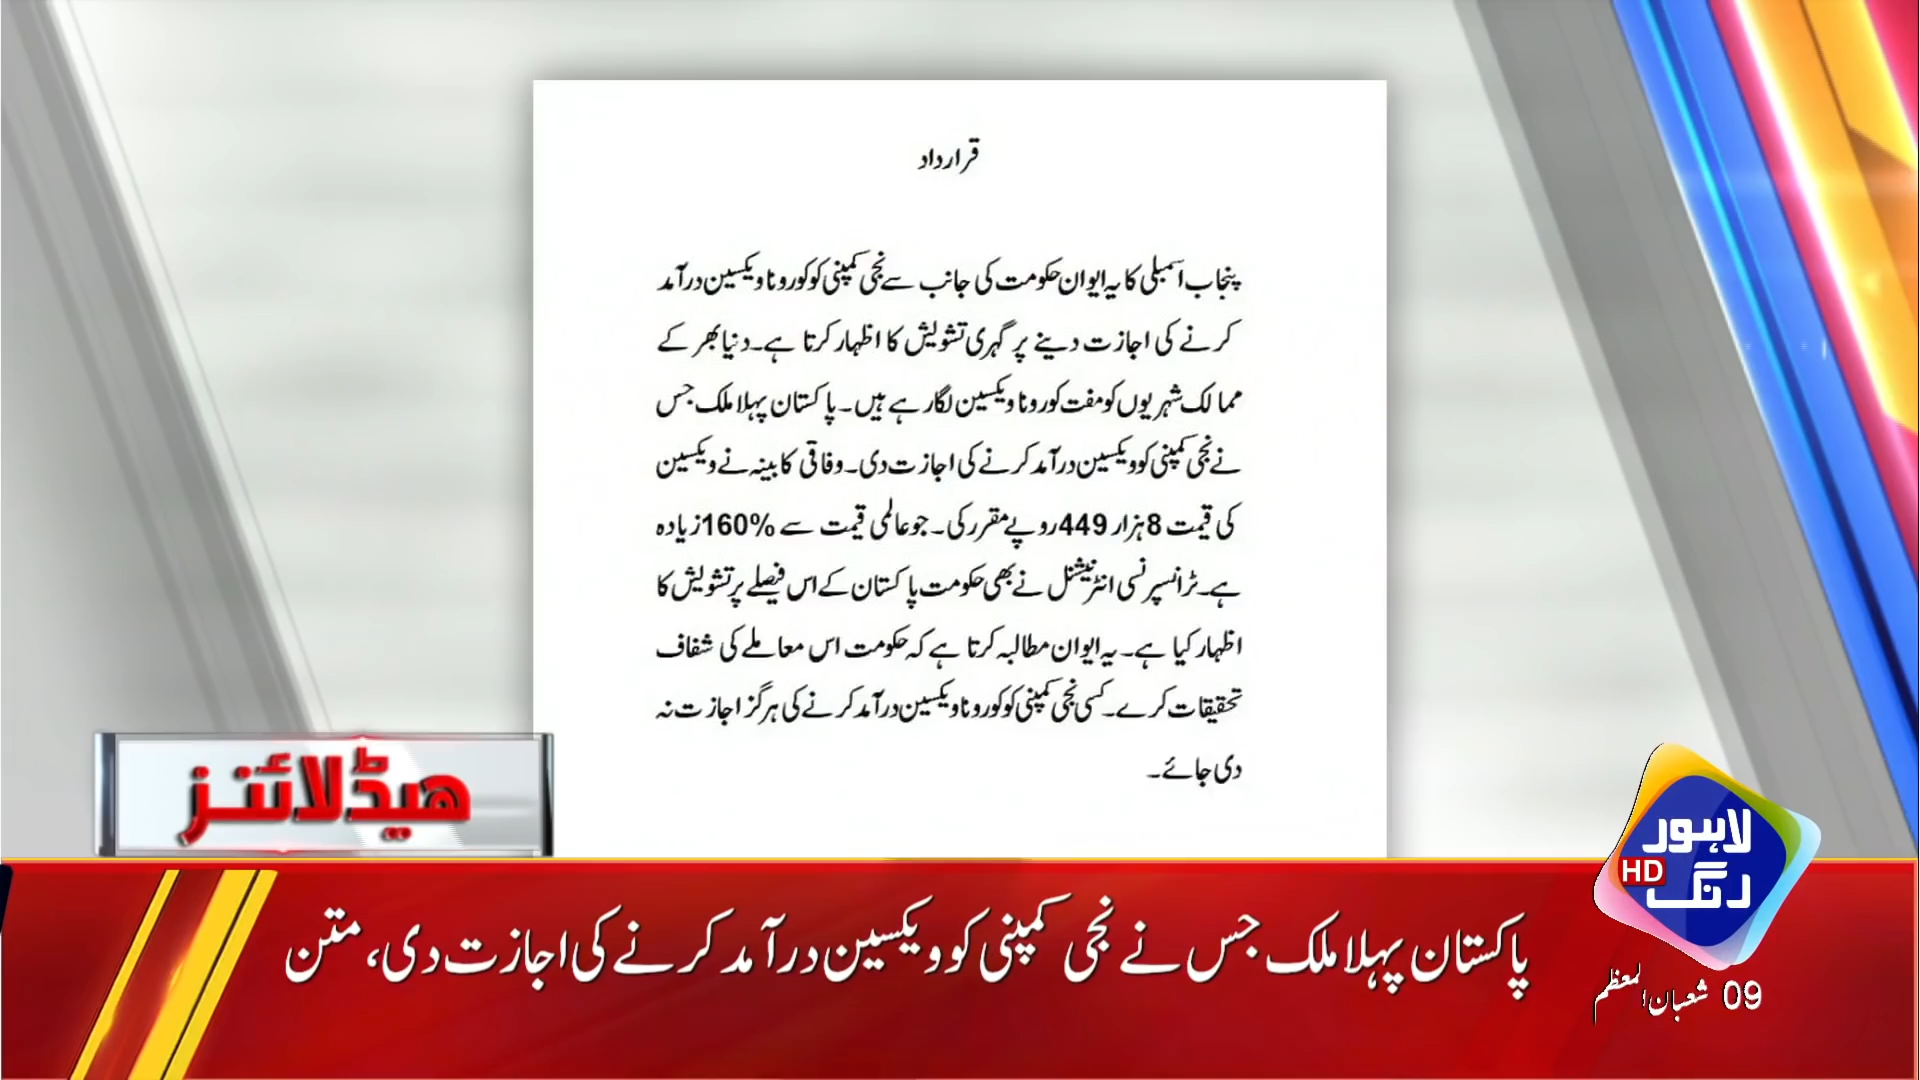 قرارداد
پنجاب اسمبلی کا یہ ایوان حکومت کی جانب سے نجی کمپنی کو کورونا ویکسین درآمد
کرنے کی اجازت دینے پر گہری تشویش کا اظہار کرتا ہے۔ دنیا بھر کے
ممالک شہریوں کو مفت کورونا ویکسین لگا رہے ہیں۔ پاکستان پہلا ملک جس
نے نجی کمپنی کو ویکسین درآمد کرنے کی اجازت دی۔ وفاقی کابینہ نے ویکسین
کی قیمت 8 ہزار 449 روپے مقرر کی۔ جو عالمی قیمت سے %160 زیادہ
ہے۔ ٹرانسپرنسی انٹرنیشنل نے بھی حکومت پاکستان کے اس فیصلے پر تشویش کا
اظہار کیا ہے۔ یہ ایوان مطالبہ کرتا ہے کہ حکومت اس معاملے کی شفاف
تحقیقات کرے۔ کسی نجی کمپنی کو کورونا ویکسین درآمد کرنے کی ہرگز اجازت نہ
دی جائے۔
ہیڈلائنز
لاہور
رنگ HD
پاکستان پہلا ملک جس نے نجی کمپنی کو ویکسین درآمد کرنے کی اجازت دی، متن
09 شعبان المعظم